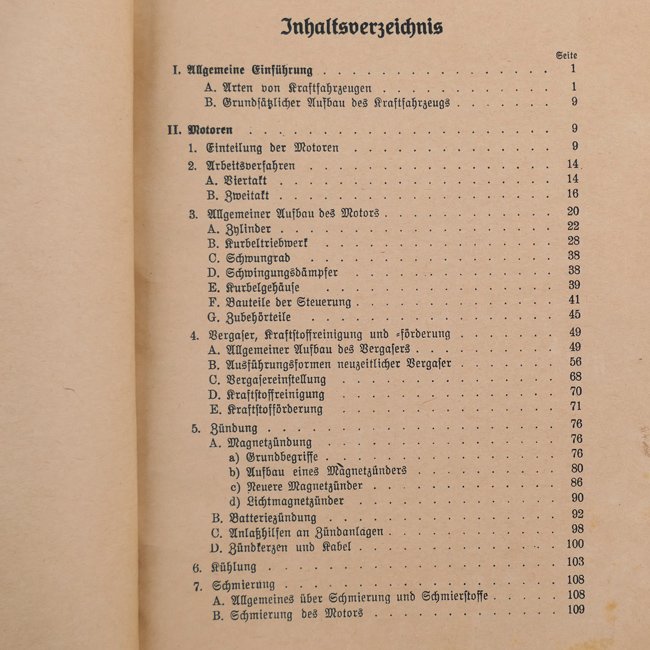 Inhaltsverzeichnis
Seite
I. Allgemeine Einführung . . . . . . . . . . . . . . . 1
A. Arten von Kraftfahrzeugen . . . . . . . . . . . . 1
B. Grundsätzlicher Aufbau des Kraftfahrzeugs . . . . . . . 9
II. Motoren . . . . . . . . . . . . . . . . . . . 9
1. Einteilung der Motoren . . . . . . . . . . . . . . 9
2. Arbeitsverfahren . . . . . . . . . . . . . . . . 14
A. Viertakt . . . . . . . . . . . . . . . . . . 14
B. Zweitakt . . . . . . . . . . . . . . . . . . 16
3. Allgemeiner Aufbau des Motors . . . . . . . . . . . 20
A. Zylinder . . . . . . . . . . . . . . . . . . 22
B. Kurbeltriebwerk . . . . . . . . . . . . . . . . 28
C. Schwungrad . . . . . . . . . . . . . . . . . 38
D. Schwingungsdämpfer . . . . . . . . . . . . . . 38
E. Kurbelgehäuse . . . . . . . . . . . . . . . . 39
F. Bauteile der Steuerung . . . . . . . . . . . . . 41
G. Zubehörteile . . . . . . . . . . . . . . . . 45
4. Vergaser, Kraftstoffreinigung und -förderung . . . . . . . 49
A. Allgemeiner Aufbau des Vergasers . . . . . . . . . . 49
B. Ausführungsformen neuzeitlicher Vergaser . . . . . . . 56
C. Vergasereinstellung . . . . . . . . . . . . . . 68
D. Kraftstoffreinigung . . . . . . . . . . . . . . 70
E. Kraftstofförderung . . . . . . . . . . . . . . 71
5. Zündung . . . . . . . . . . . . . . . . . . 76
A. Magnetzündung . . . . . . . . . . . . . . . . 76
a) Grundbegriffe . . . . . . . . . . . . . . . 76
b) Aufbau eines Magnetzünders . . . . . . . . . . . 80
c) Neuere Magnetzünder . . . . . . . . . . . . . 86
d) Lichtmagnetzünder . . . . . . . . . . . . . . 90
B. Batteriezündung . . . . . . . . . . . . . . . 92
C. Anlaßhilfen an Zündanlagen . . . . . . . . . . . . 98
D. Zündkerzen und Kabel . . . . . . . . . . . . . 100
6. Kühlung . . . . . . . . . . . . . . . . . . 103
7. Schmierung . . . . . . . . . . . . . . . . . 108
A. Allgemeines über Schmierung und Schmierstoffe . . . . . 108
B. Schmierung des Motors . . . . . . . . . . . . . 109